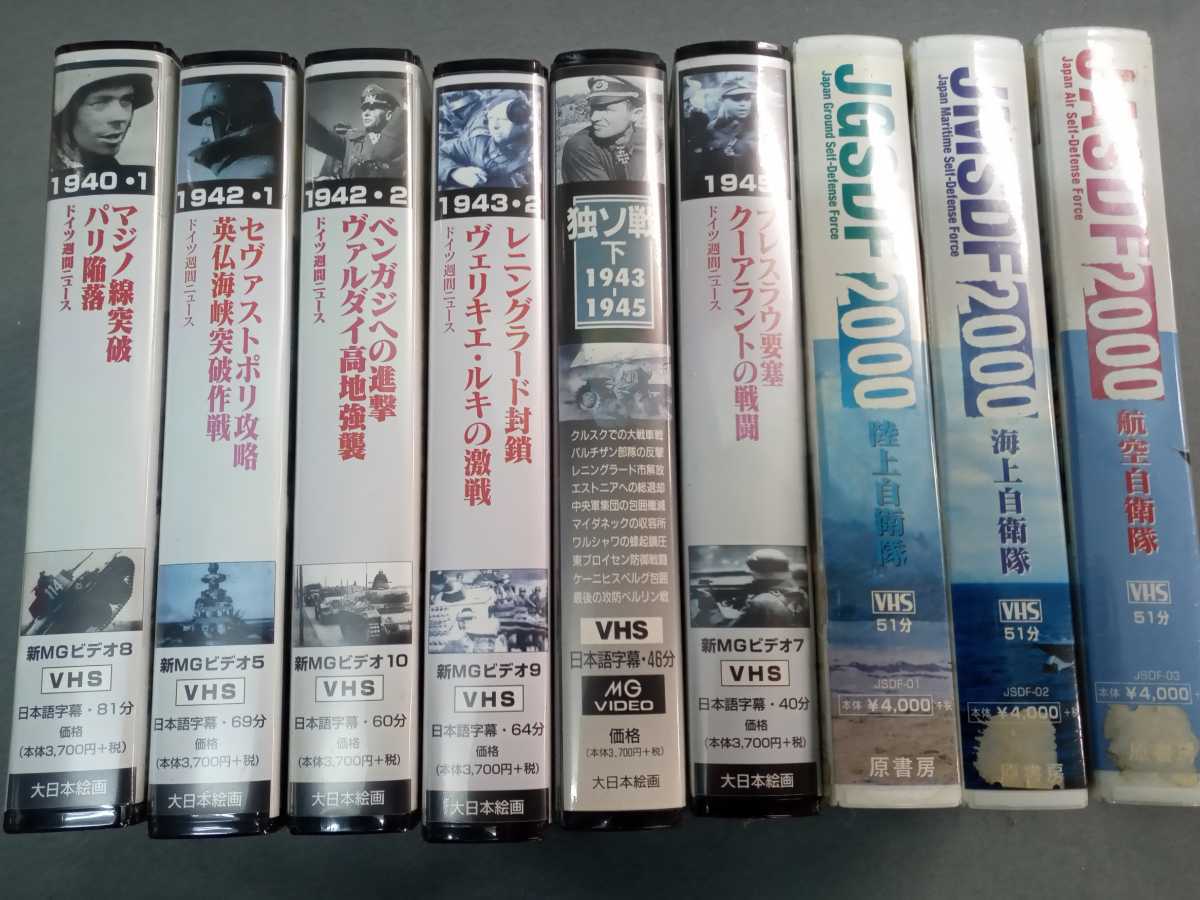 1940・1
マジノ線突破
パリ陥落
ドイツ週間ニュース
新MGビデオ8
VHS
日本語字幕・81分
価格
(本体3,700円+税)
大日本絵画
1942・1
セヴァストポリ攻略
英仏海峡突破作戦
ドイツ週間ニュース
新MGビデオ5
VHS
日本語字幕・69分
価格
(本体3,700円+税)
大日本絵画
1942・2
ベンガジへの進撃
ヴァルダイ高地強襲
ドイツ週間ニュース
新MGビデオ10
VHS
日本語字幕・60分
価格
(本体3,700円+税)
大日本絵画
1943・2
レニングラード封鎖
ヴェリキエ・ルキの激戦
ドイツ週間ニュース
新MGビデオ9
VHS
日本語字幕・64分
価格
(本体3,700円+税)
大日本絵画
独ソ戦
下
1943-
1945
クルスクでの大戦車戦
パルチザン部隊の反撃
レニングラード市解放
エストニアへの総退却
中央軍集団の包囲殲滅
マイダネックの収容所
ワルシャワの蜂起鎮圧
東プロイセン防御戦闘
ケーニヒスベルグ包囲
最後の攻防ベルリン戦
VHS
日本語字幕・46分
MG
VIDEO
価格
(本体3,700円+税)
大日本絵画
1945
ブレスラウ要塞
クーアラントの戦闘
ドイツ週間ニュース
新MGビデオ7
VHS
日本語字幕・40分
価格
(本体3,700円+税)
大日本絵画
JGSDF2000
Japan Ground Self-Defense Force
陸上自衛隊
VHS
51分
JSDF-01
本体 ¥4,000 +税
原書房
JMSDF2000
Japan Maritime Self-Defense Force
海上自衛隊
VHS
51分
JSDF-02
本体 ¥4,000
原書房
JASDF2000
Japan Air Self-Defense Force
航空自衛隊
VHS
51分
JSDF-03
本体 ¥4,000
原書房